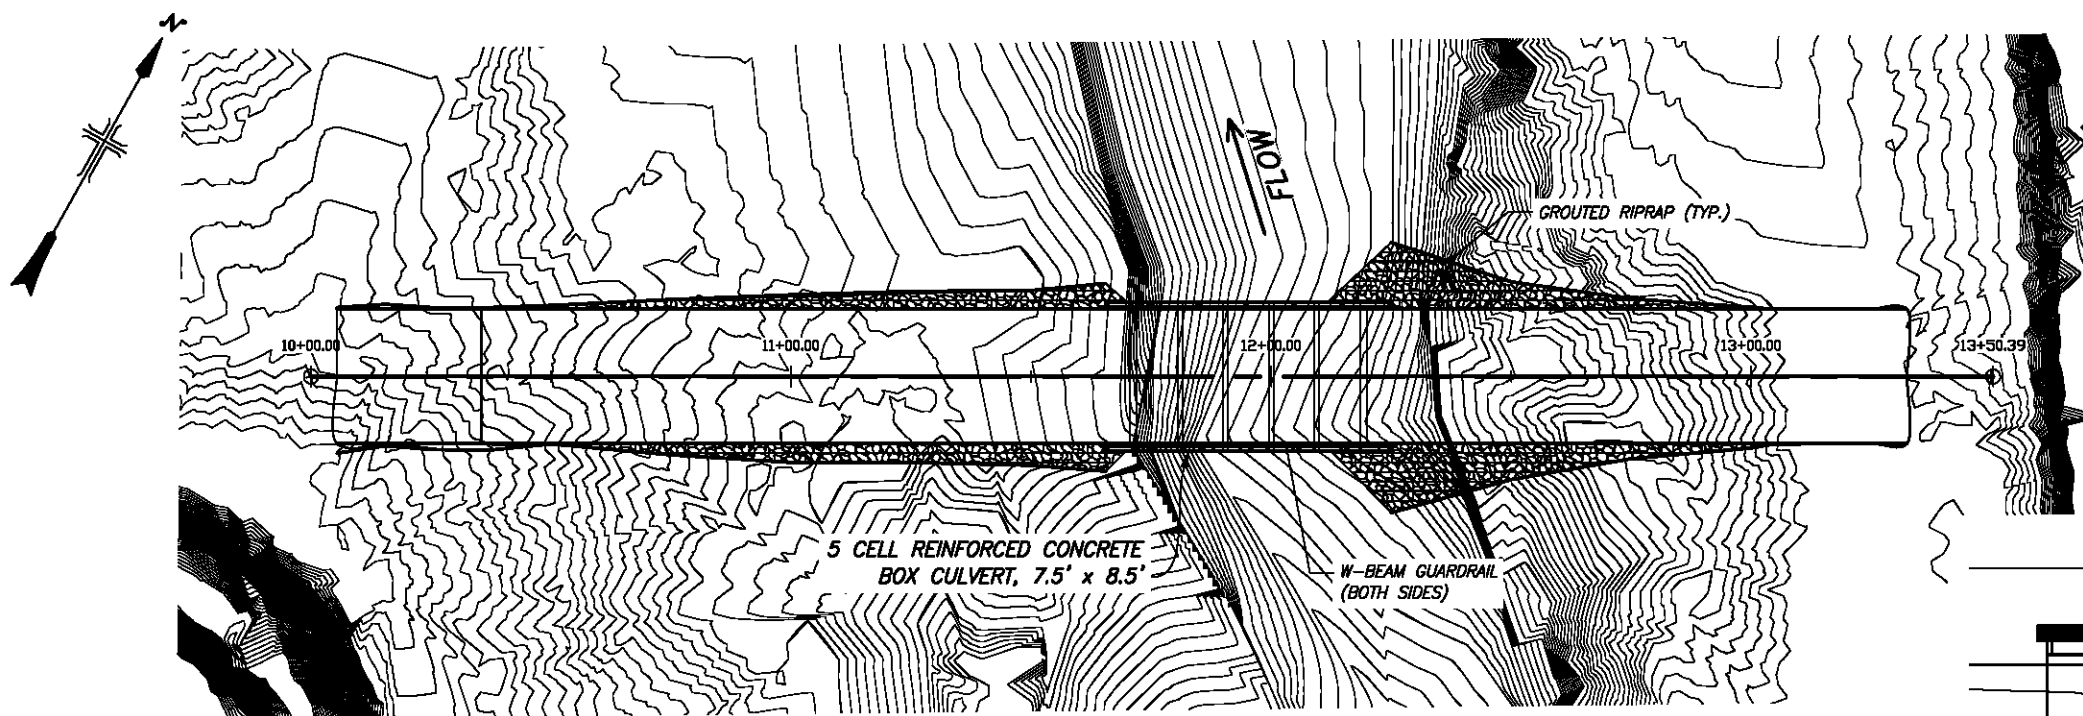 N
FLOW
GROUTED RIPRAP (TYP.)
10+00.00
11+00.00
12+00.00
13+00.00
13+50.39
5 CELL REINFORCED CONCRETE
BOX CULVERT, 7.5' x 8.5'
W-BEAM GUARDRAIL
(BOTH SIDES)